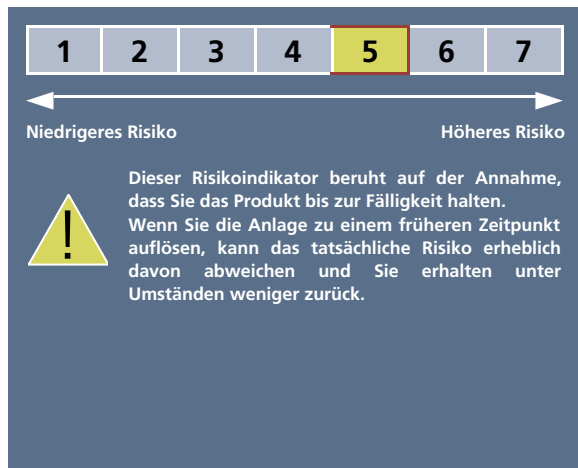 1 2 3 4 5 6 7
Niedrigeres Risiko Höheres Risiko
Dieser Risikoindikator beruht auf der Annahme,
dass Sie das Produkt bis zur Fälligkeit halten.
Wenn Sie die Anlage zu einem früheren Zeitpunkt
auflösen, kann das tatsächliche Risiko erheblich
davon abweichen und Sie erhalten unter
Umständen weniger zurück.
!